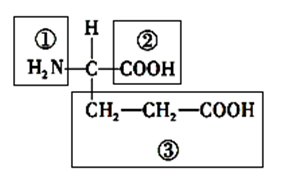 ① H ②
H₂N—C—COOH
CH₂—CH₂—COOH
③